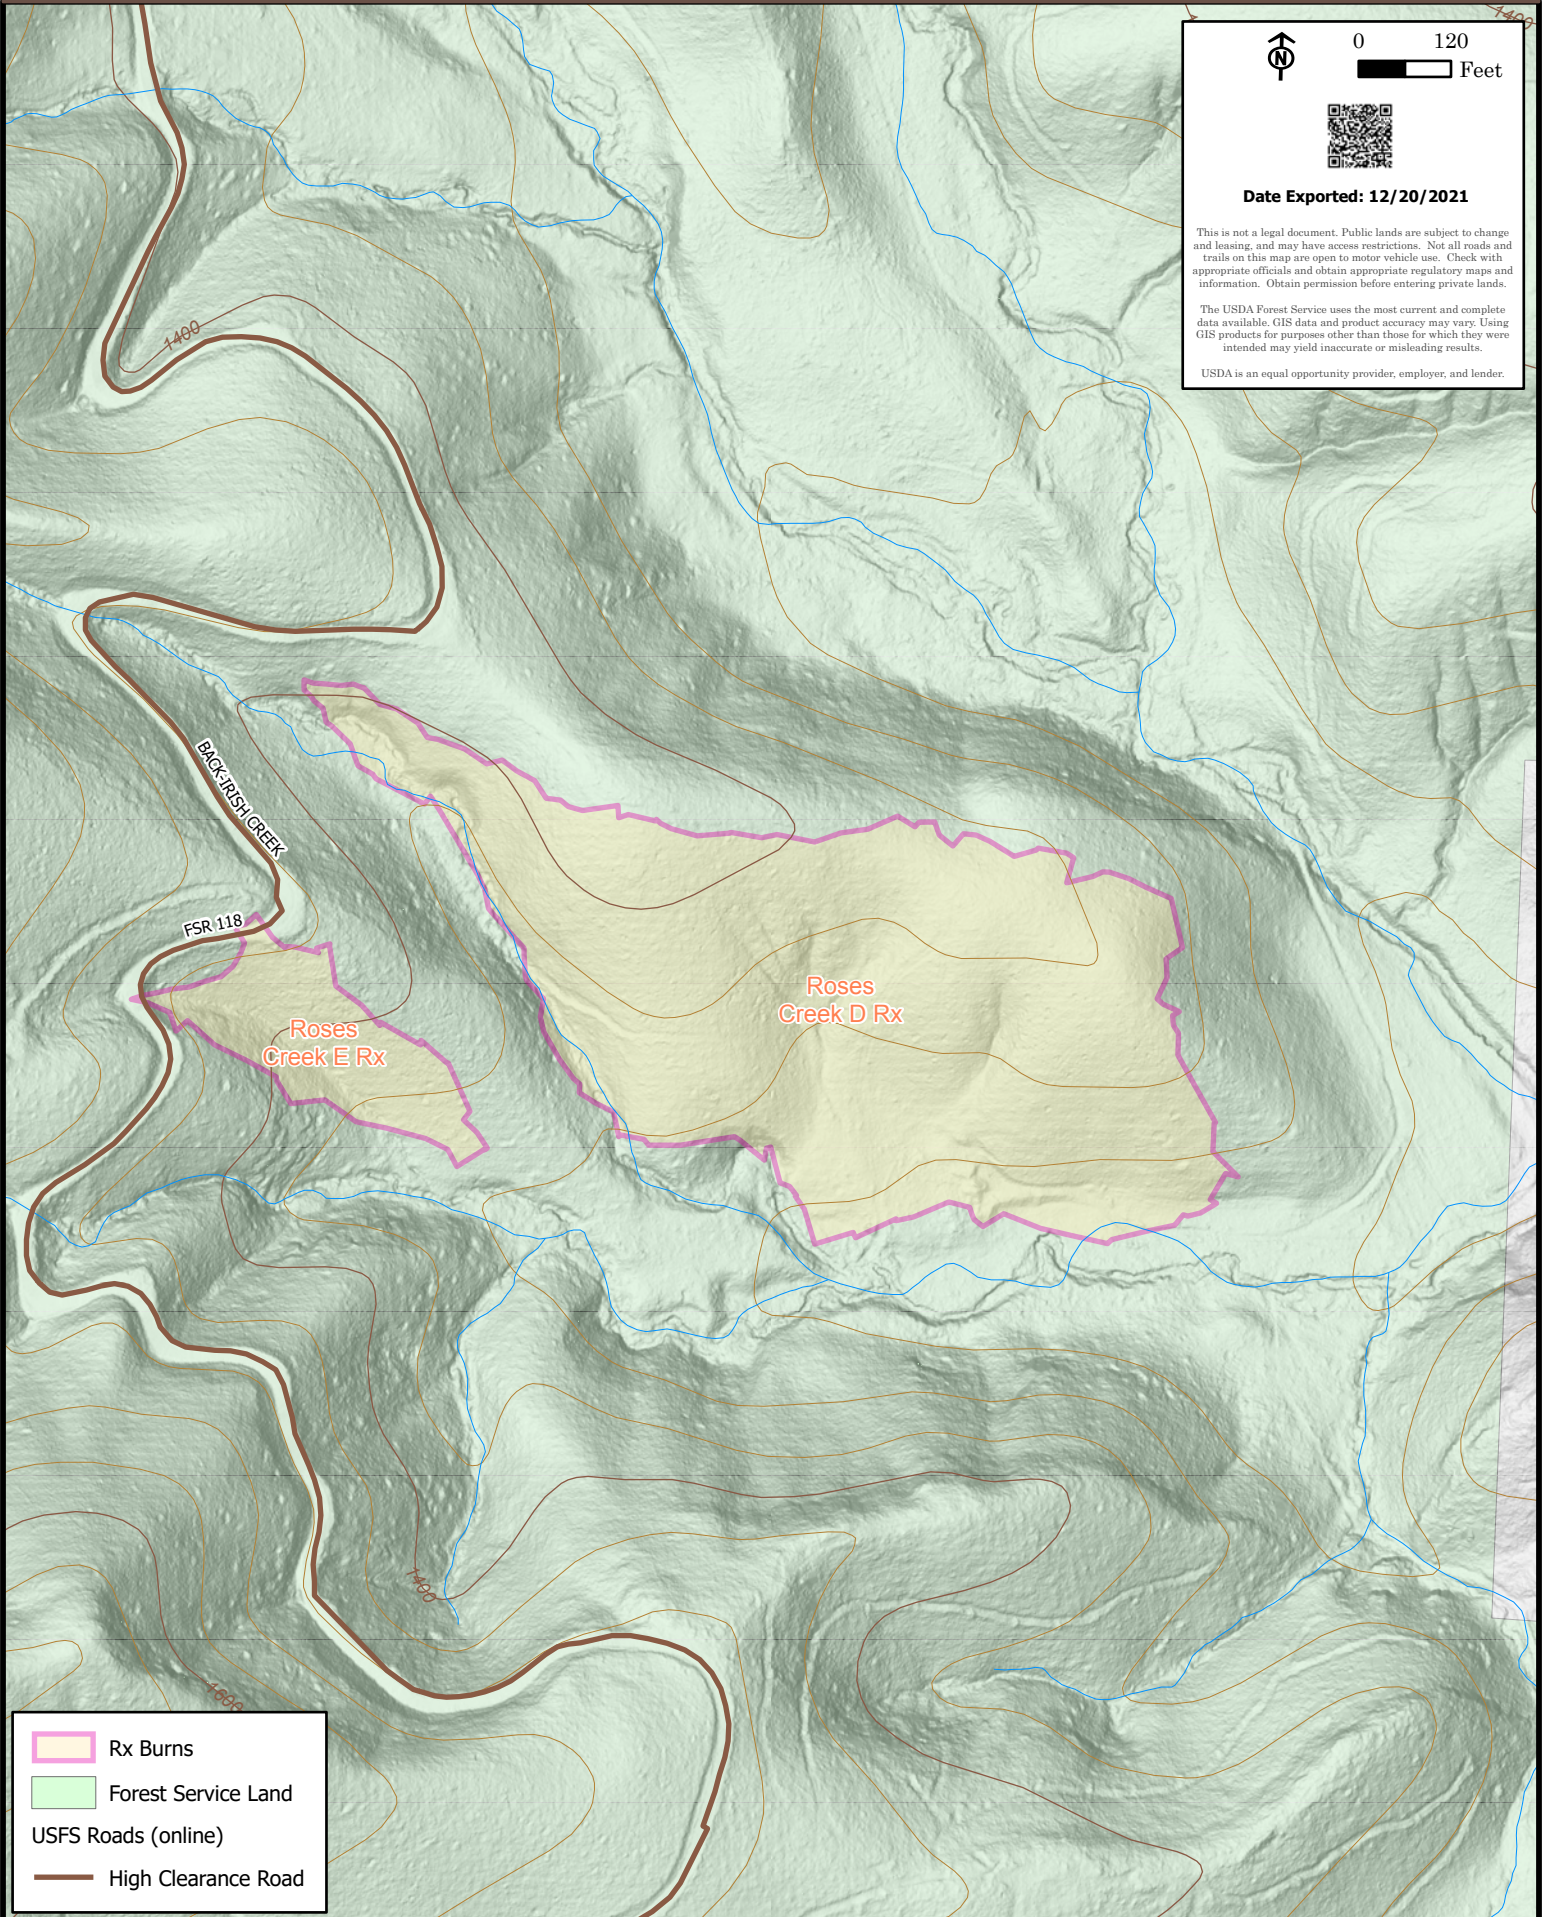 1400
N
0 120
Feet
Date Exported: 12/20/2021
This is not a legal document. Public lands are subject to change
and leasing, and may have access restrictions. Not all roads and
trails on this map are open to motor vehicle use. Check with
appropriate officials and obtain appropriate regulatory maps and
information. Obtain permission before entering private lands.
The USDA Forest Service uses the most current and complete
data available. GIS data and product accuracy may vary. Using
GIS products for purposes other than those for which they were
intended may yield inaccurate or misleading results.
USDA is an equal opportunity provider, employer, and lender.
1400
BACK-IRISH CREEK
FSR 118
Roses
Creek D Rx
Roses
Creek E Rx
1400
1600
Rx Burns
Forest Service Land
USFS Roads (online)
High Clearance Road